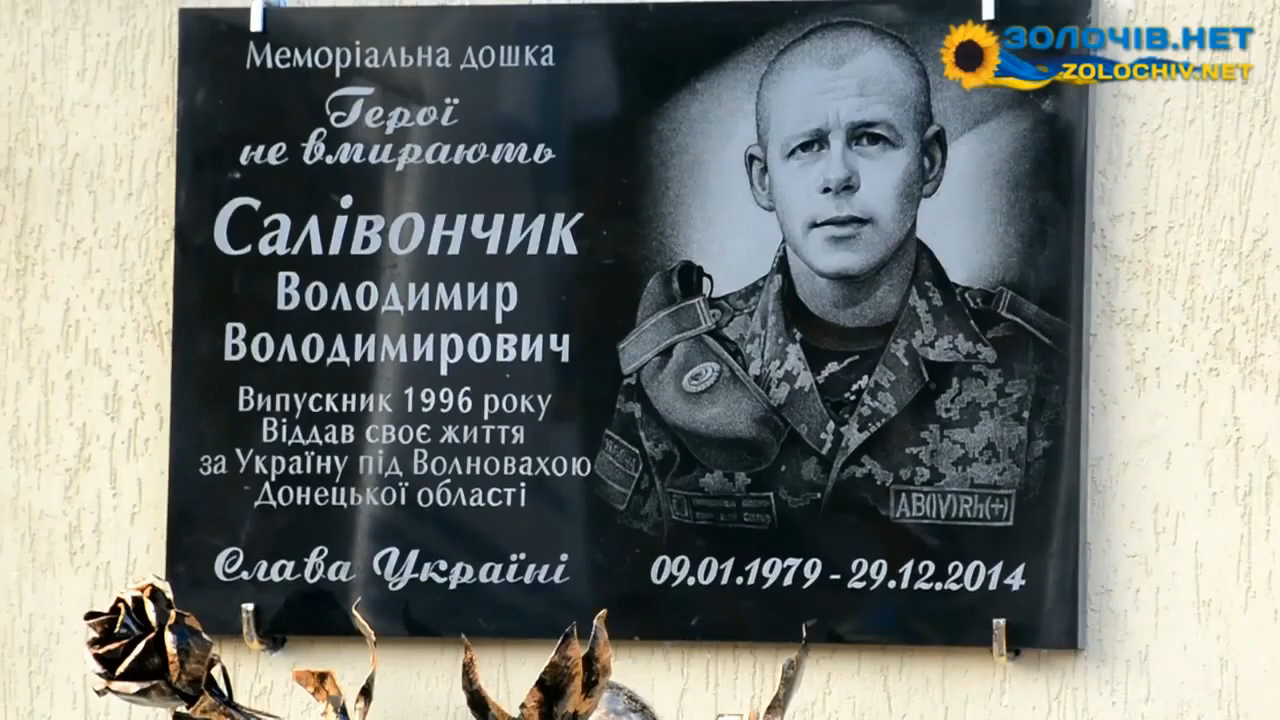 Меморіальна дошка
Герої
не вмирають
Салівончик
Володимир
Володимирович
Випускник 1996 року
Віддав своє життя
за Україну під Волновахою
Донецької області
Слава Україні
AB(IV)Rh(+)
09.01.1979 - 29.12.2014
ЗОЛОЧІВ.НЕТ
ZOLOCHIV.NET